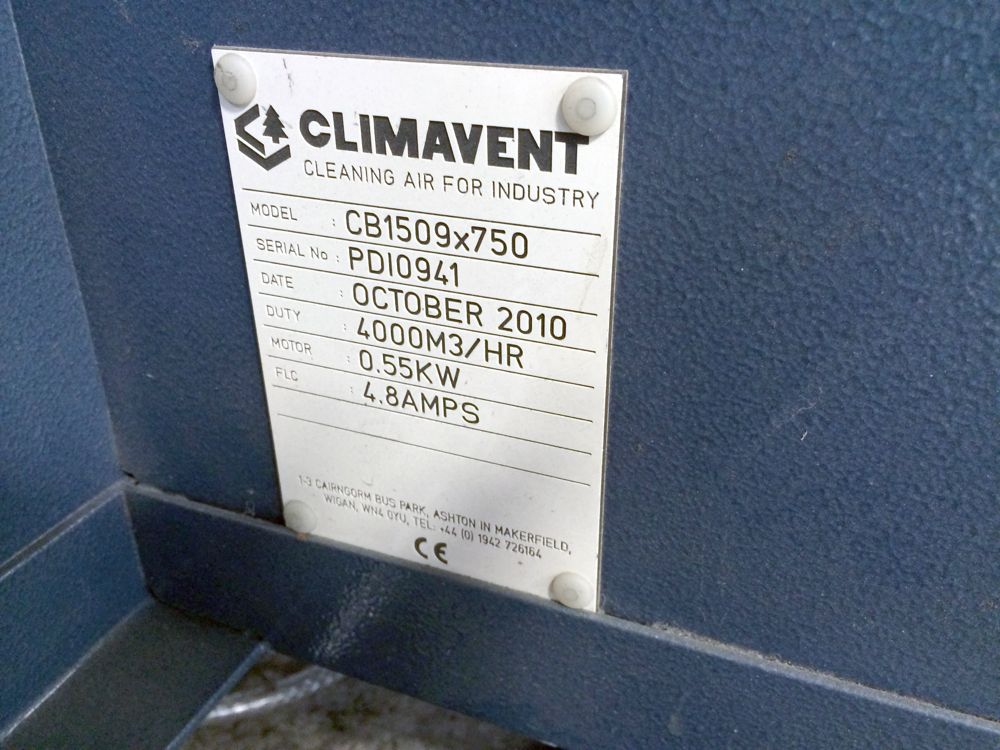 CLIMAVENT
CLEANING AIR FOR INDUSTRY
MODEL : CB1509x750
SERIAL No : PDI0941
DATE : OCTOBER 2010
DUTY : 4000M3/HR
MOTOR : 0.55KW
FLC : 4.8AMPS
1-3 CAIRNGORM BUS PARK, ASHTON IN MAKERFIELD,
WIGAN, WN4 0YU, TEL: +44 (0) 1942 726164
CE